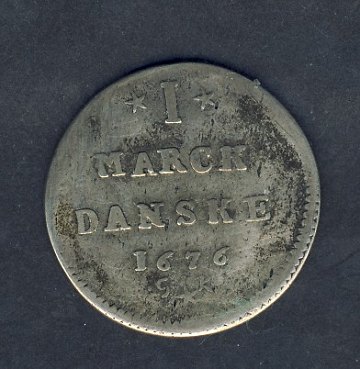 * I *
MARCK
DANSKE
1676